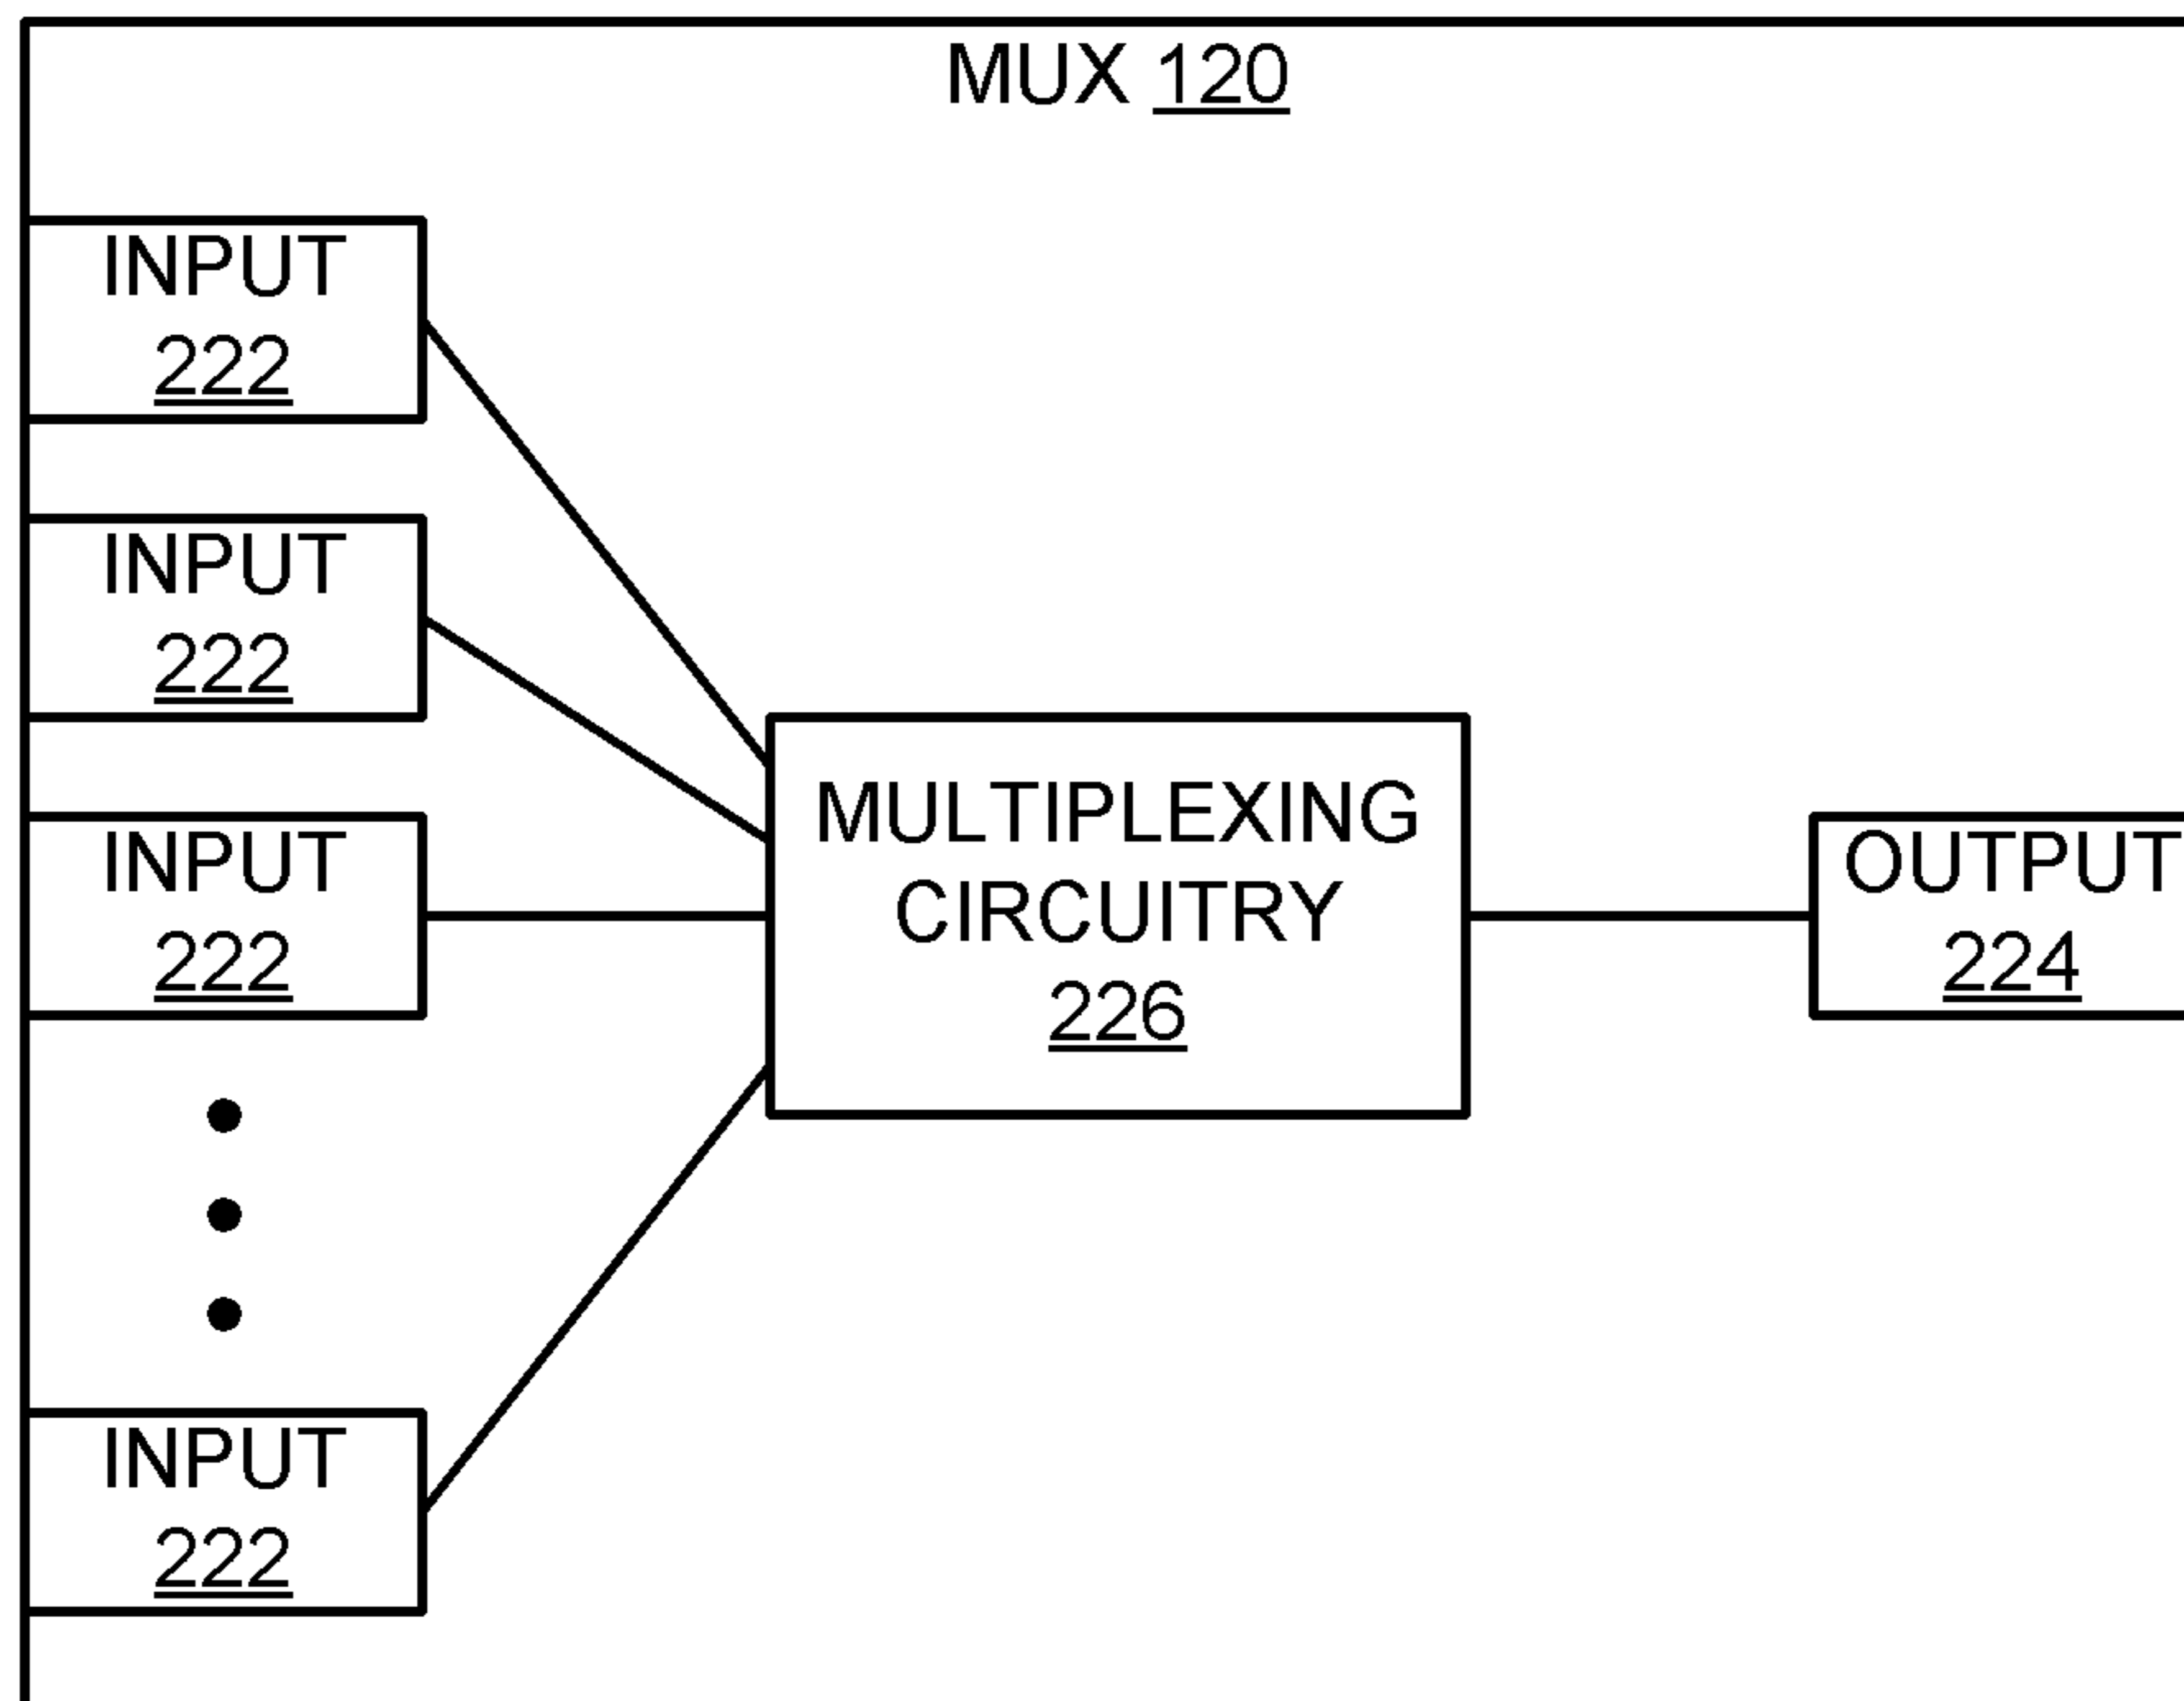 MUX 120
INPUT
222
INPUT
222
INPUT
222
INPUT
222
MULTIPLEXING
CIRCUITRY
226
OUTPUT
224